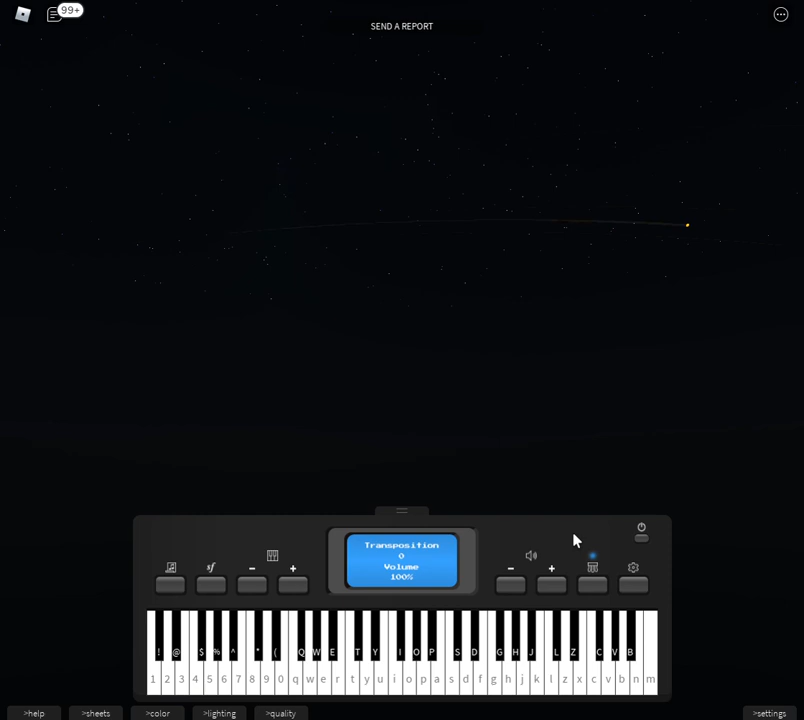 99+
SEND A REPORT
Transposition
0
Volume
100%
sf
- +
- +
! @ $ % ^ * ( Q W E T Y I O P S D G H J L Z C V B
1 2 3 4 5 6 7 8 9 0 q w e r t y u i o p a s d f g h j k l z x c v b n m
>help >sheets >color >lighting >quality >settings